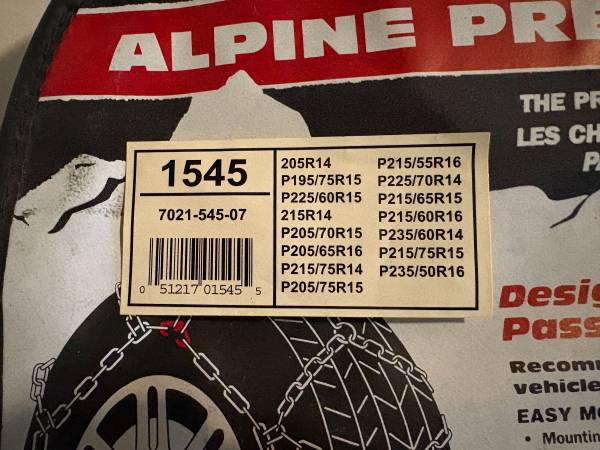 ALPINE PRE
THE PR
LES CH
1545
7021-545-07
0 51217 01545 5
205R14
P195/75R15
P225/60R15
215R14
P205/70R15
P205/65R16
P215/75R14
P205/75R15
P215/55R16
P225/70R14
P215/65R15
P215/60R16
P235/60R14
P215/75R15
P235/50R16
Desig
Pass
Recomm
vehicle
EASY MO
• Mountin